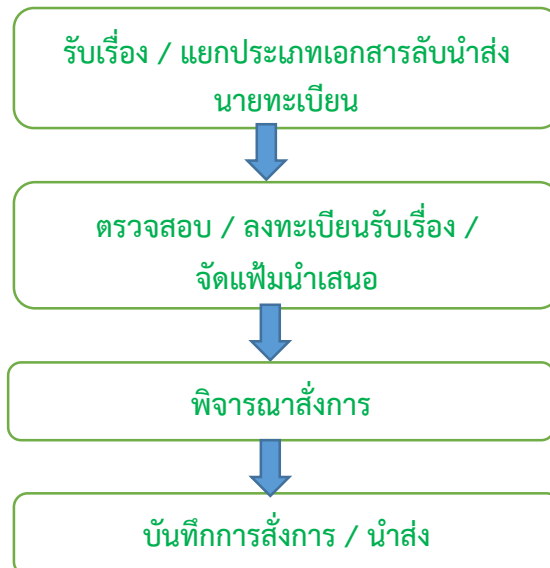 รับเรื่อง / แยกประเภทเอกสารลับนำส่ง
นายทะเบียน
ตรวจสอบ / ลงทะเบียนรับเรื่อง /
จัดแฟ้มนำเสนอ
พิจารณาสั่งการ
บันทึกการสั่งการ / นำส่ง